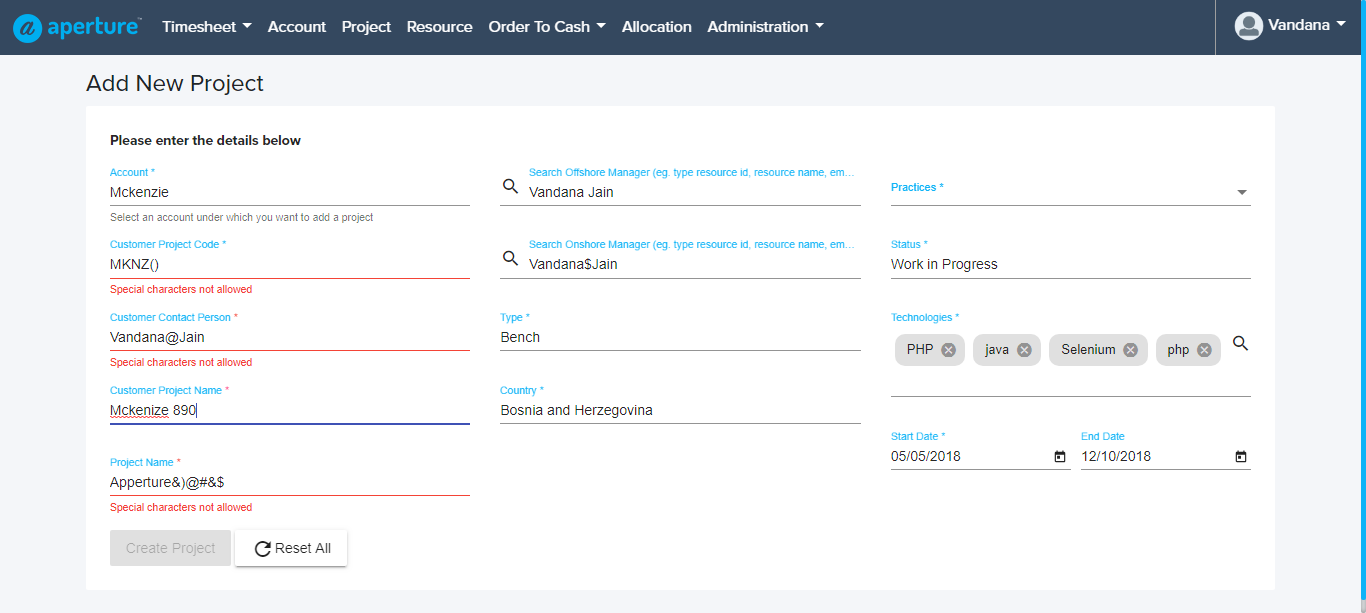 aperture
Timesheet Account Project Resource Order To Cash Allocation Administration Vandana
Add New Project
Please enter the details below
Account *
Mckenzie
Select an account under which you want to add a project
Customer Project Code *
MKNZ()
Special characters not allowed
Customer Contact Person *
Vandana@Jain
Special characters not allowed
Customer Project Name *
Mckenize 890
Project Name *
Apperture&)@#&$
Special characters not allowed
Search Offshore Manager (eg. type resource id, resource name, em...
Vandana Jain
Search Onshore Manager (eg. type resource id, resource name, em...
Vandana$Jain
Type *
Bench
Country *
Bosnia and Herzegovina
Practices *
Status *
Work in Progress
Technologies *
PHP java Selenium php
Start Date * End Date
05/05/2018 12/10/2018
Create Project Reset All